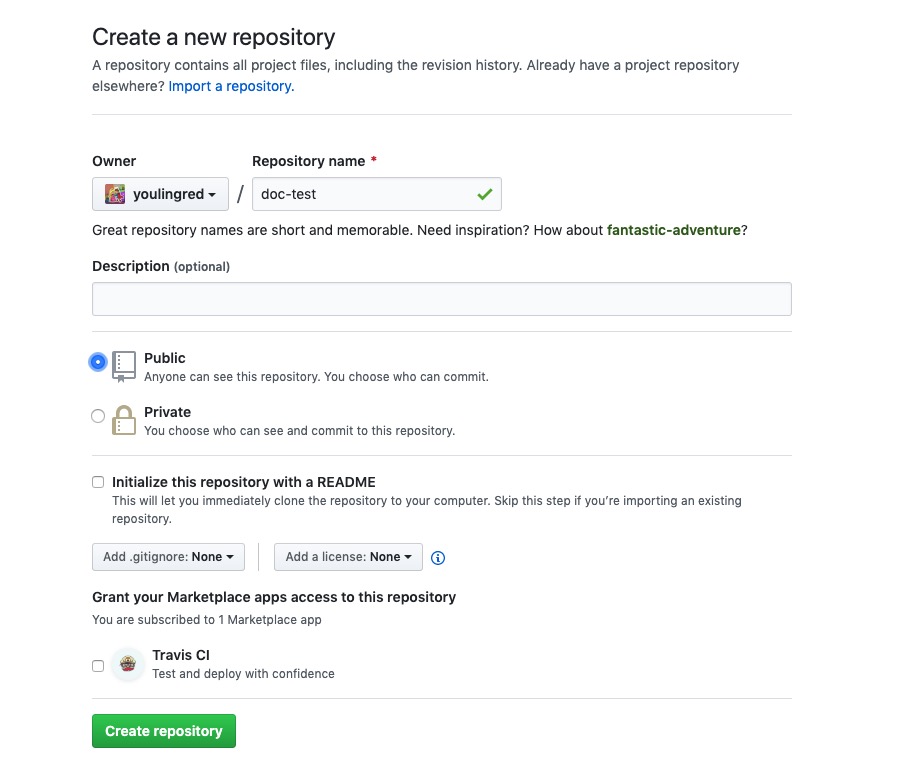 Create a new repository
A repository contains all project files, including the revision history. Already have a project repository
elsewhere? Import a repository.
Owner
Repository name *
youlingred
/
doc-test
Great repository names are short and memorable. Need inspiration? How about fantastic-adventure?
Description (optional)
Public
Anyone can see this repository. You choose who can commit.
Private
You choose who can see and commit to this repository.
Initialize this repository with a README
This will let you immediately clone the repository to your computer. Skip this step if you’re importing an existing
repository.
Add .gitignore: None
Add a license: None
Grant your Marketplace apps access to this repository
You are subscribed to 1 Marketplace app
Travis CI
Test and deploy with confidence
Create repository